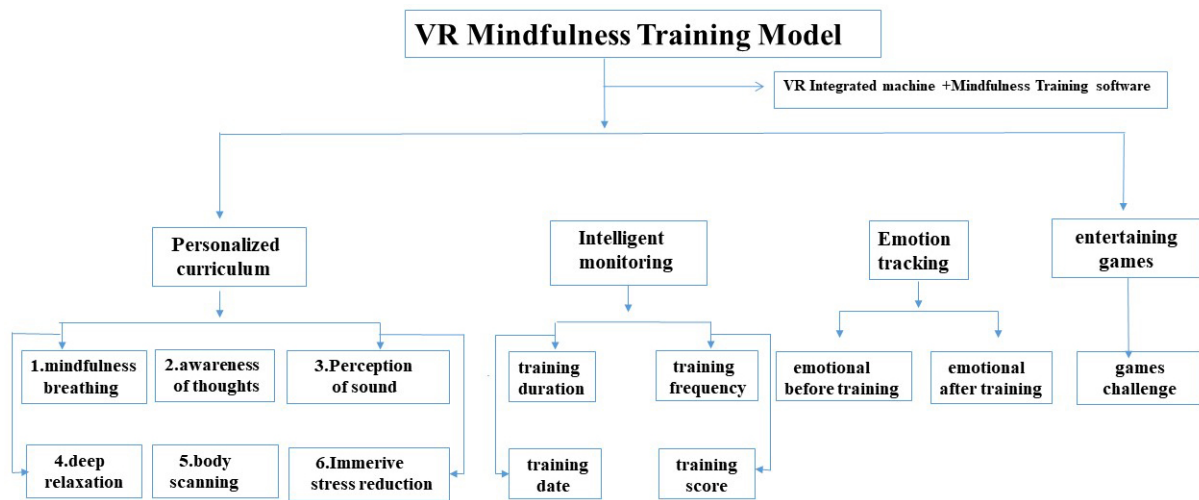 VR Mindfulness Training Model
VR Integrated machine +Mindfulness Training software
Personalized
curriculum
Intelligent
monitoring
Emotion
tracking
entertaining
games
1.mindfulness
breathing
2.awareness
of thoughts
3.Perception
of sound
training
duration
training
frequency
emotional
before training
emotional
after training
games
challenge
4.deep
relaxation
5.body
scanning
6.Immerive
stress reduction
training
date
training
score